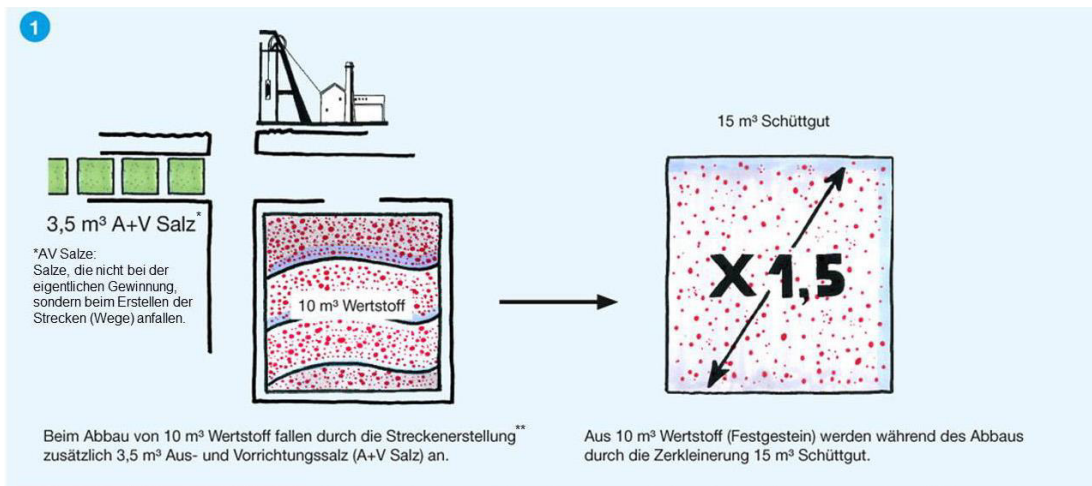 1
15 m³ Schüttgut
3,5 m³ A+V Salz*
*AV Salze:
Salze, die nicht bei der
eigentlichen Gewinnung,
sondern beim Erstellen der
Strecken (Wege) anfallen.
10 m³ Wertstoff
X 1,5
Beim Abbau von 10 m³ Wertstoff fallen durch die Streckenerstellung**
zusätzlich 3,5 m³ Aus- und Vorrichtungssalz (A+V Salz) an.
Aus 10 m³ Wertstoff (Festgestein) werden während des Abbaus
durch die Zerkleinerung 15 m³ Schüttgut.